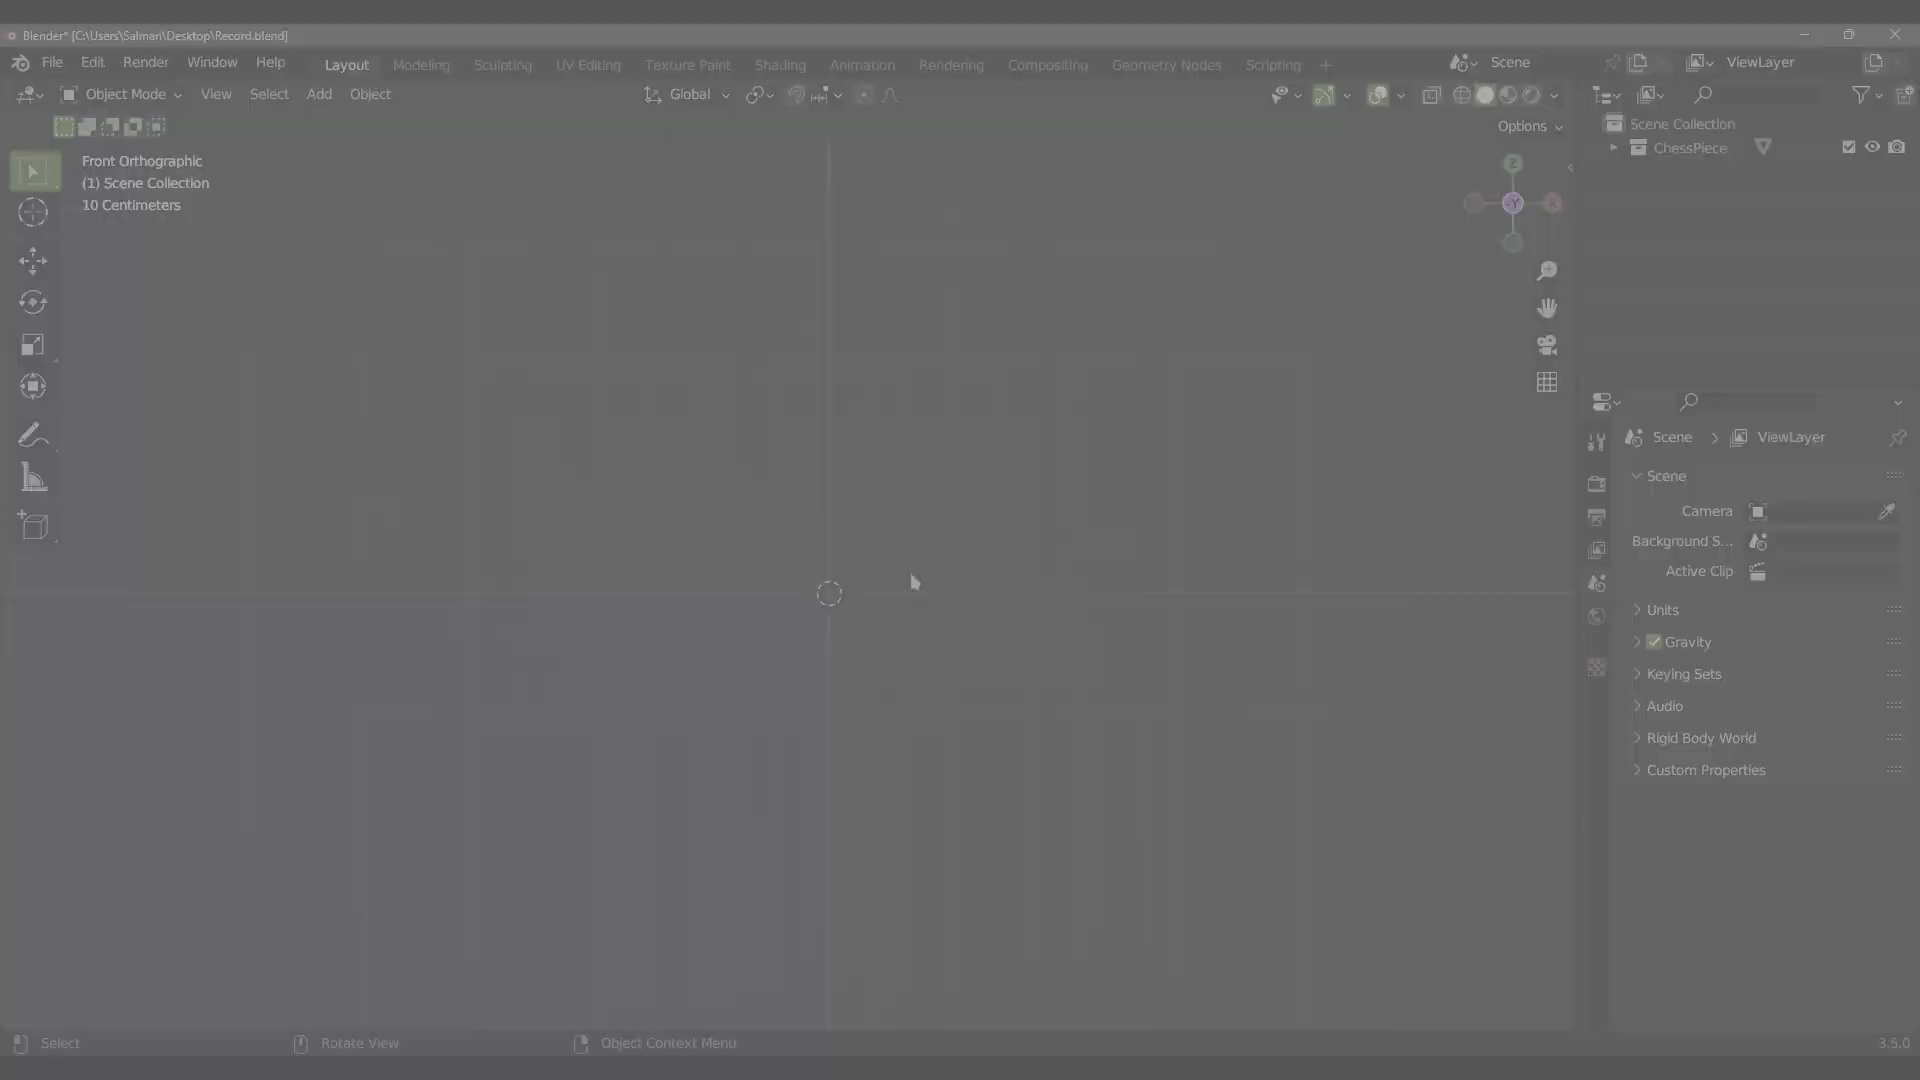 Blender* [C:\Users\Salman\Desktop\Record.blend]
File Edit Render Window Help Layout Modeling Sculpting UV Editing Texture Paint Shading Animation Rendering Compositing Geometry Nodes Scripting + Scene ViewLayer
Object Mode View Select Add Object Global
Options
Front Orthographic
(1) Scene Collection
10 Centimeters
Z
-Y
X
Scene Collection
ChessPiece
Scene > ViewLayer
Scene
Camera
Background S...
Active Clip
Units
Gravity
Keying Sets
Audio
Rigid Body World
Custom Properties
Select Rotate View Object Context Menu 3.5.0